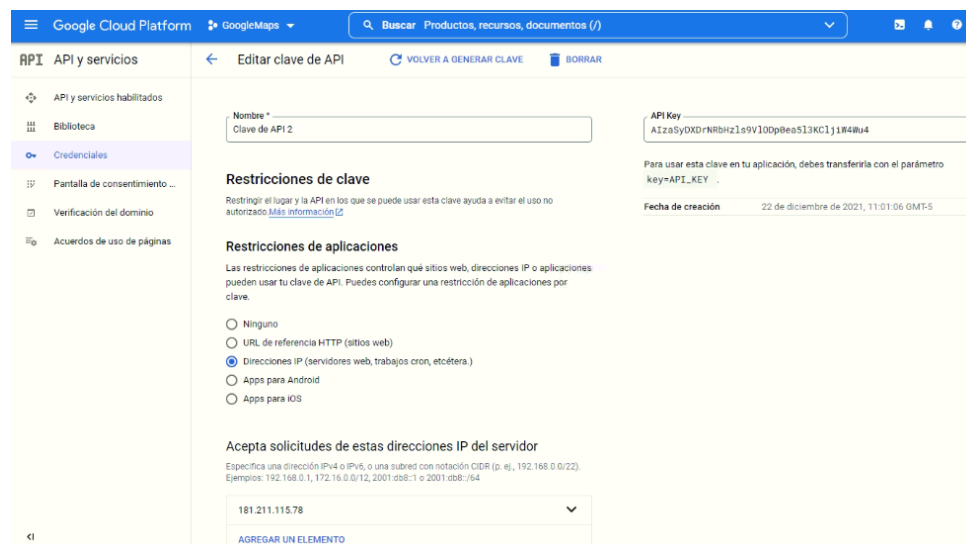 Google Cloud Platform
GoogleMaps
Buscar Productos, recursos, documentos (/)
API API y servicios
Editar clave de API
VOLVER A GENERAR CLAVE
BORRAR
API y servicios habilitados
Biblioteca
Credenciales
Pantalla de consentimiento ...
Verificación del dominio
Acuerdos de uso de páginas
Nombre *
Clave de API 2
Restricciones de clave
Restringir el lugar y la API en los que se puede usar esta clave ayuda a evitar el uso no
autorizado.Más información
Restricciones de aplicaciones
Las restricciones de aplicaciones controlan qué sitios web, direcciones IP o aplicaciones
pueden usar tu clave de API. Puedes configurar una restricción de aplicaciones por
clave.
Ninguno
URL de referencia HTTP (sitios web)
Direcciones IP (servidores web, trabajos cron, etcétera.)
Apps para Android
Apps para iOS
Acepta solicitudes de estas direcciones IP del servidor
Especifica una dirección IPv4 o IPv6, o una subred con notación CIDR (p. ej., 192.168.0.0/22).
Ejemplos: 192.168.0.1, 172.16.0.0/12, 2001:db8::1 o 2001:db8::/64
181.211.115.78
AGREGAR UN ELEMENTO
API Key
AIzaSyDXDrNRbHzls9VlODp0ea5l3KCljiW4Wu4
Para usar esta clave en tu aplicación, debes transferirla con el parámetro
key=API_KEY .
Fecha de creación 22 de diciembre de 2021, 11:01:06 GMT-5